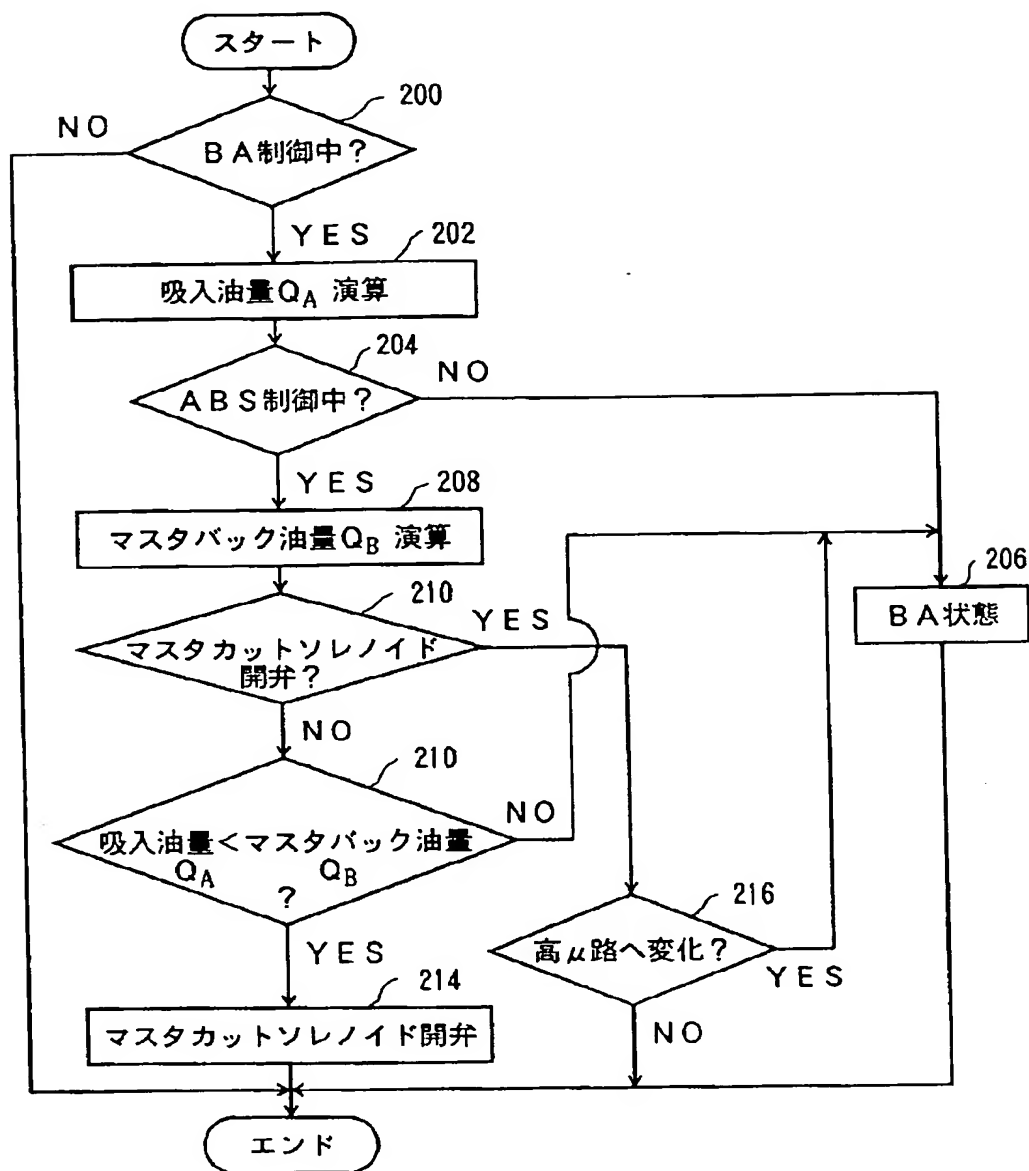 スタート
200
NO
BA制御中?
YES
202
吸入油量QA 演算
204
NO
ABS制御中?
YES
208
マスタバック油量QB 演算
206
BA状態
210
YES
マスタカットソレノイド
開弁?
NO
210
NO
吸入油量<マスタバック油量
QA QB
?
216
高μ路へ変化?
YES
YES
214
NO
マスタカットソレノイド開弁
エンド